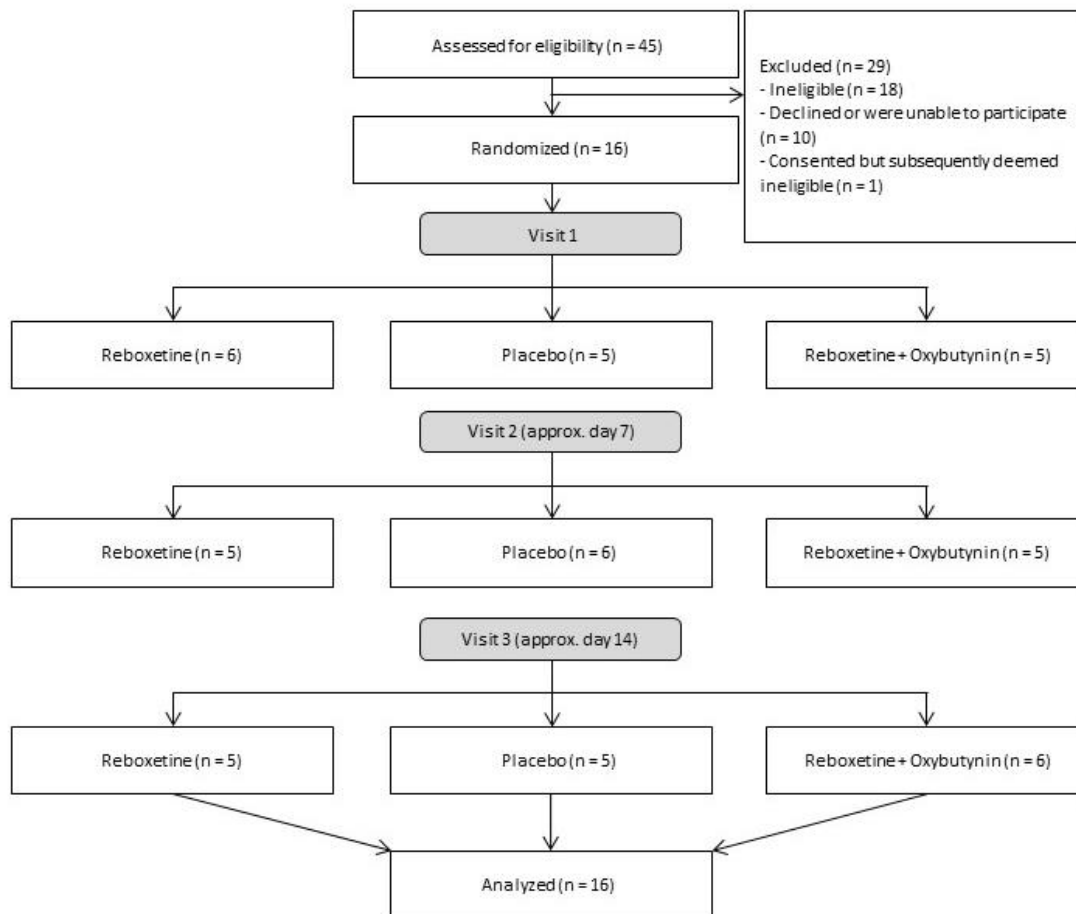 Assessed for eligibility (n = 45)
Excluded (n = 29)
- Ineligible (n = 18)
- Declined or were unable to participate
(n = 10)
- Consented but subsequently deemed
ineligible (n = 1)
Randomized (n = 16)
Visit 1
Reboxetine (n = 6)
Placebo (n = 5)
Reboxetine + Oxybutynin (n = 5)
Visit 2 (approx. day 7)
Reboxetine (n = 5)
Placebo (n = 6)
Reboxetine + Oxybutynin (n = 5)
Visit 3 (approx. day 14)
Reboxetine (n = 5)
Placebo (n = 5)
Reboxetine + Oxybutynin (n = 6)
Analyzed (n = 16)